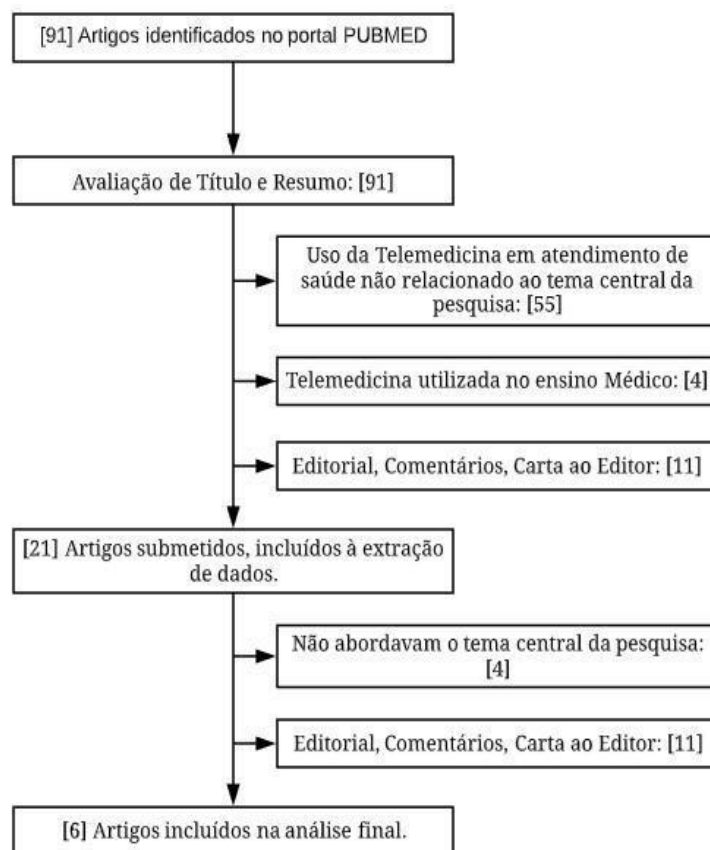 [91] Artigos identificados no portal PUBMED
Avaliação de Título e Resumo: [91]
Uso da Telemedicina em atendimento de
saúde não relacionado ao tema central da
pesquisa: [55]
Telemedicina utilizada no ensino Médico: [4]
Editorial, Comentários, Carta ao Editor: [11]
[21] Artigos submetidos, incluídos à extração
de dados.
Não abordavam o tema central da pesquisa:
[4]
Editorial, Comentários, Carta ao Editor: [11]
[6] Artigos incluídos na análise final.